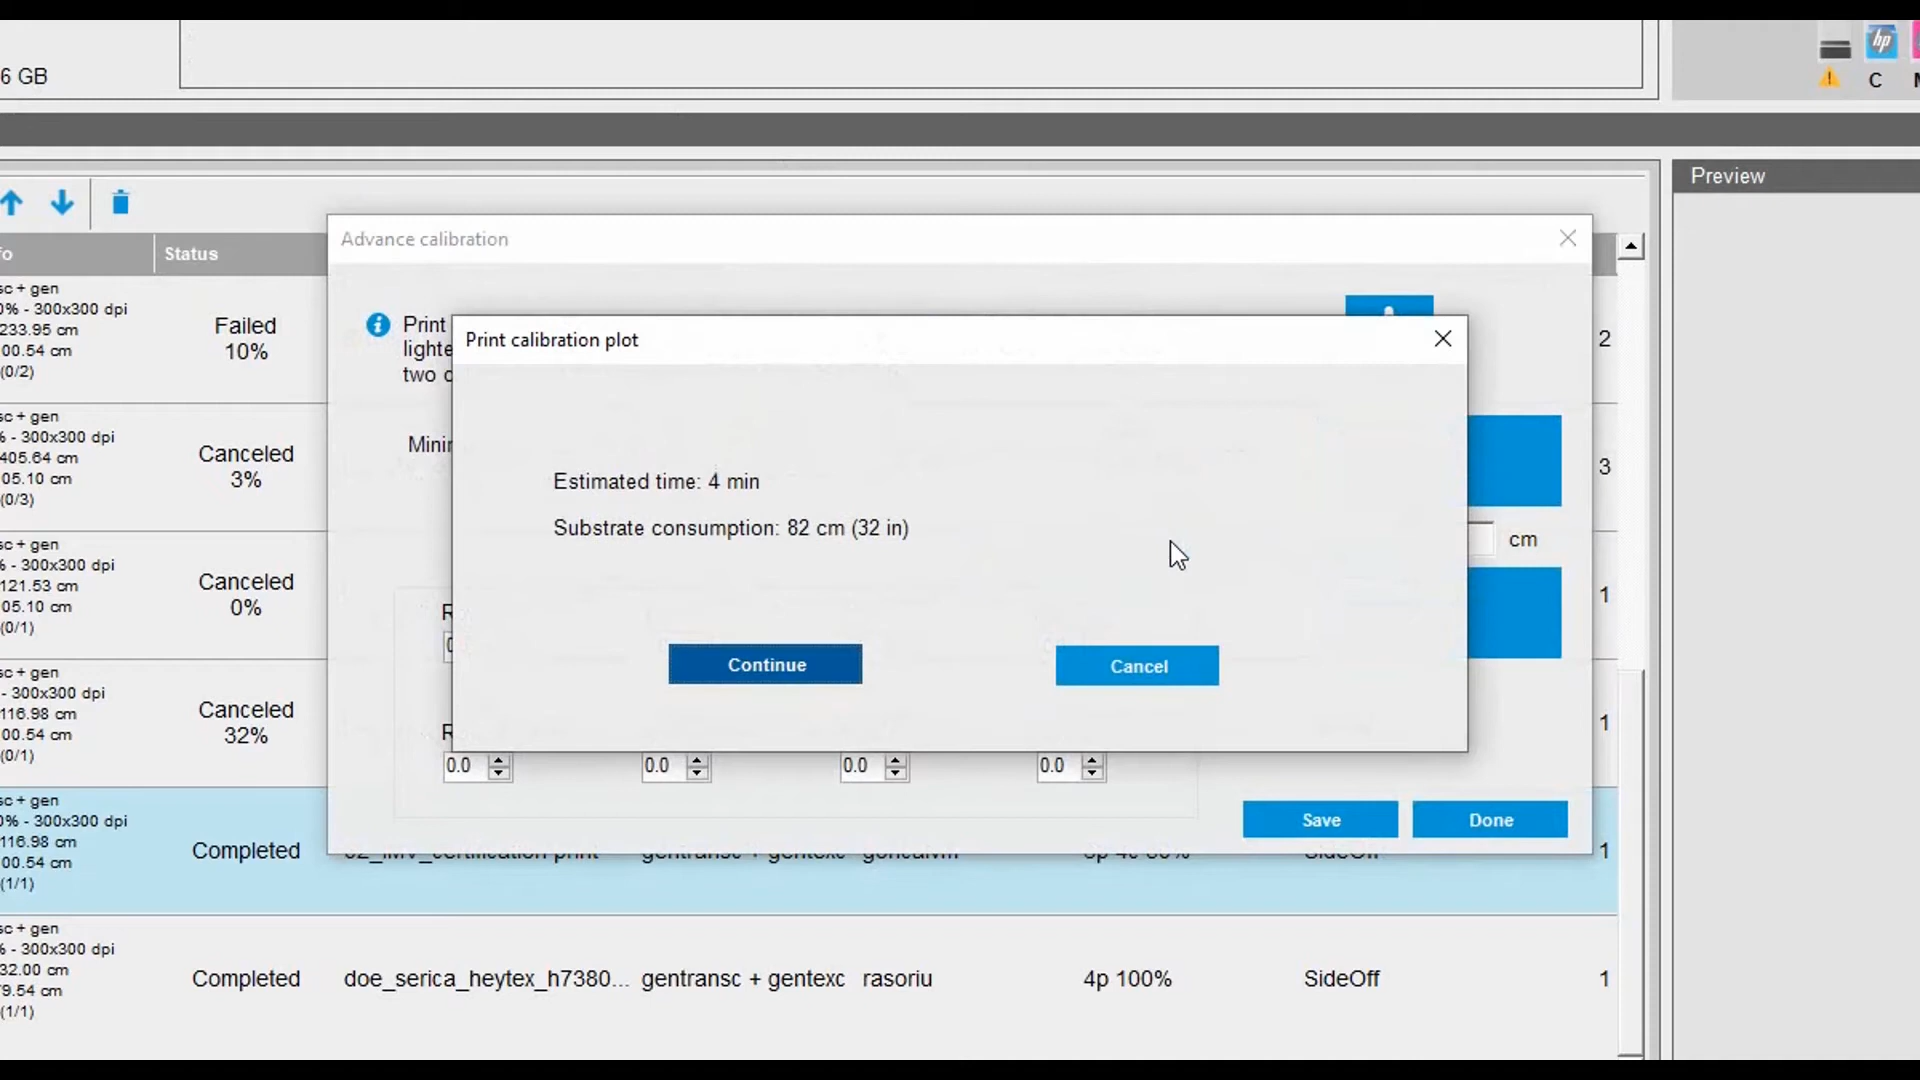 6 GB
hp
C
Preview
Status
Advance calibration
Print
Print calibration plot
two
Estimated time: 4 min
Substrate consumption: 82 cm (32 in)
cm
Continue
Cancel
0.0 0.0 0.0 0.0
Save
Done
sc + gen
0% - 300x300 dpi
233.95 cm
00.54 cm
(0/2)
Failed
10%
2
sc + gen
% - 300x300 dpi
405.64 cm
05.10 cm
(0/3)
Canceled
3%
3
sc + gen
% - 300x300 dpi
121.53 cm
05.10 cm
(0/1)
Canceled
0%
1
sc + gen
- 300x300 dpi
116.98 cm
00.54 cm
(0/1)
Canceled
32%
1
sc + gen
0% - 300x300 dpi
116.98 cm
00.54 cm
(1/1)
Completed
1
sc + gen
% - 300x300 dpi
32.00 cm
9.54 cm
(1/1)
Completed
doe_serica_heytex_h7380... gentransc + gentexc rasoriu 4p 100% SideOff 1